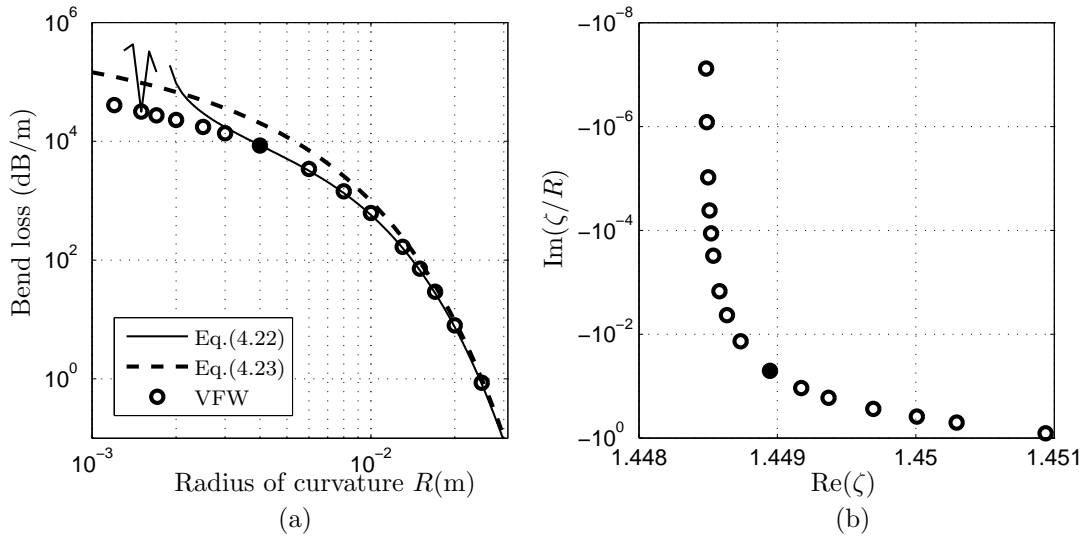 10^6
10^4
10^2
10^0
Bend loss (dB/m)
Eq.(4.22)
Eq.(4.23)
VFW
10^-3
10^-2
Radius of curvature R(m)
(a)
-10^-8
-10^-6
-10^-4
-10^-2
-10^0
Im(ζ/R)
1.448
1.449
1.45
1.451
Re(ζ)
(b)